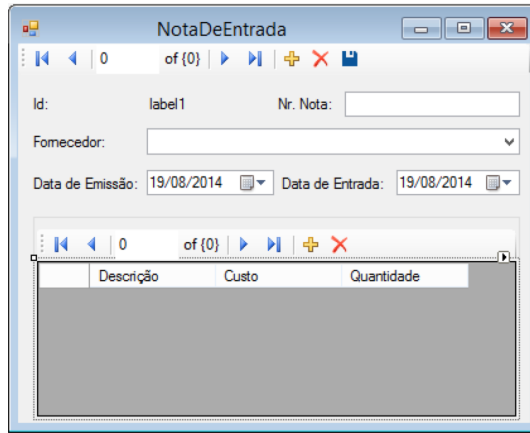 NotaDeEntrada
0 of {0}
Id: label1 Nr. Nota:
Fornecedor:
Data de Emissão: 19/08/2014 Data de Entrada: 19/08/2014
0 of {0}
Descrição Custo Quantidade